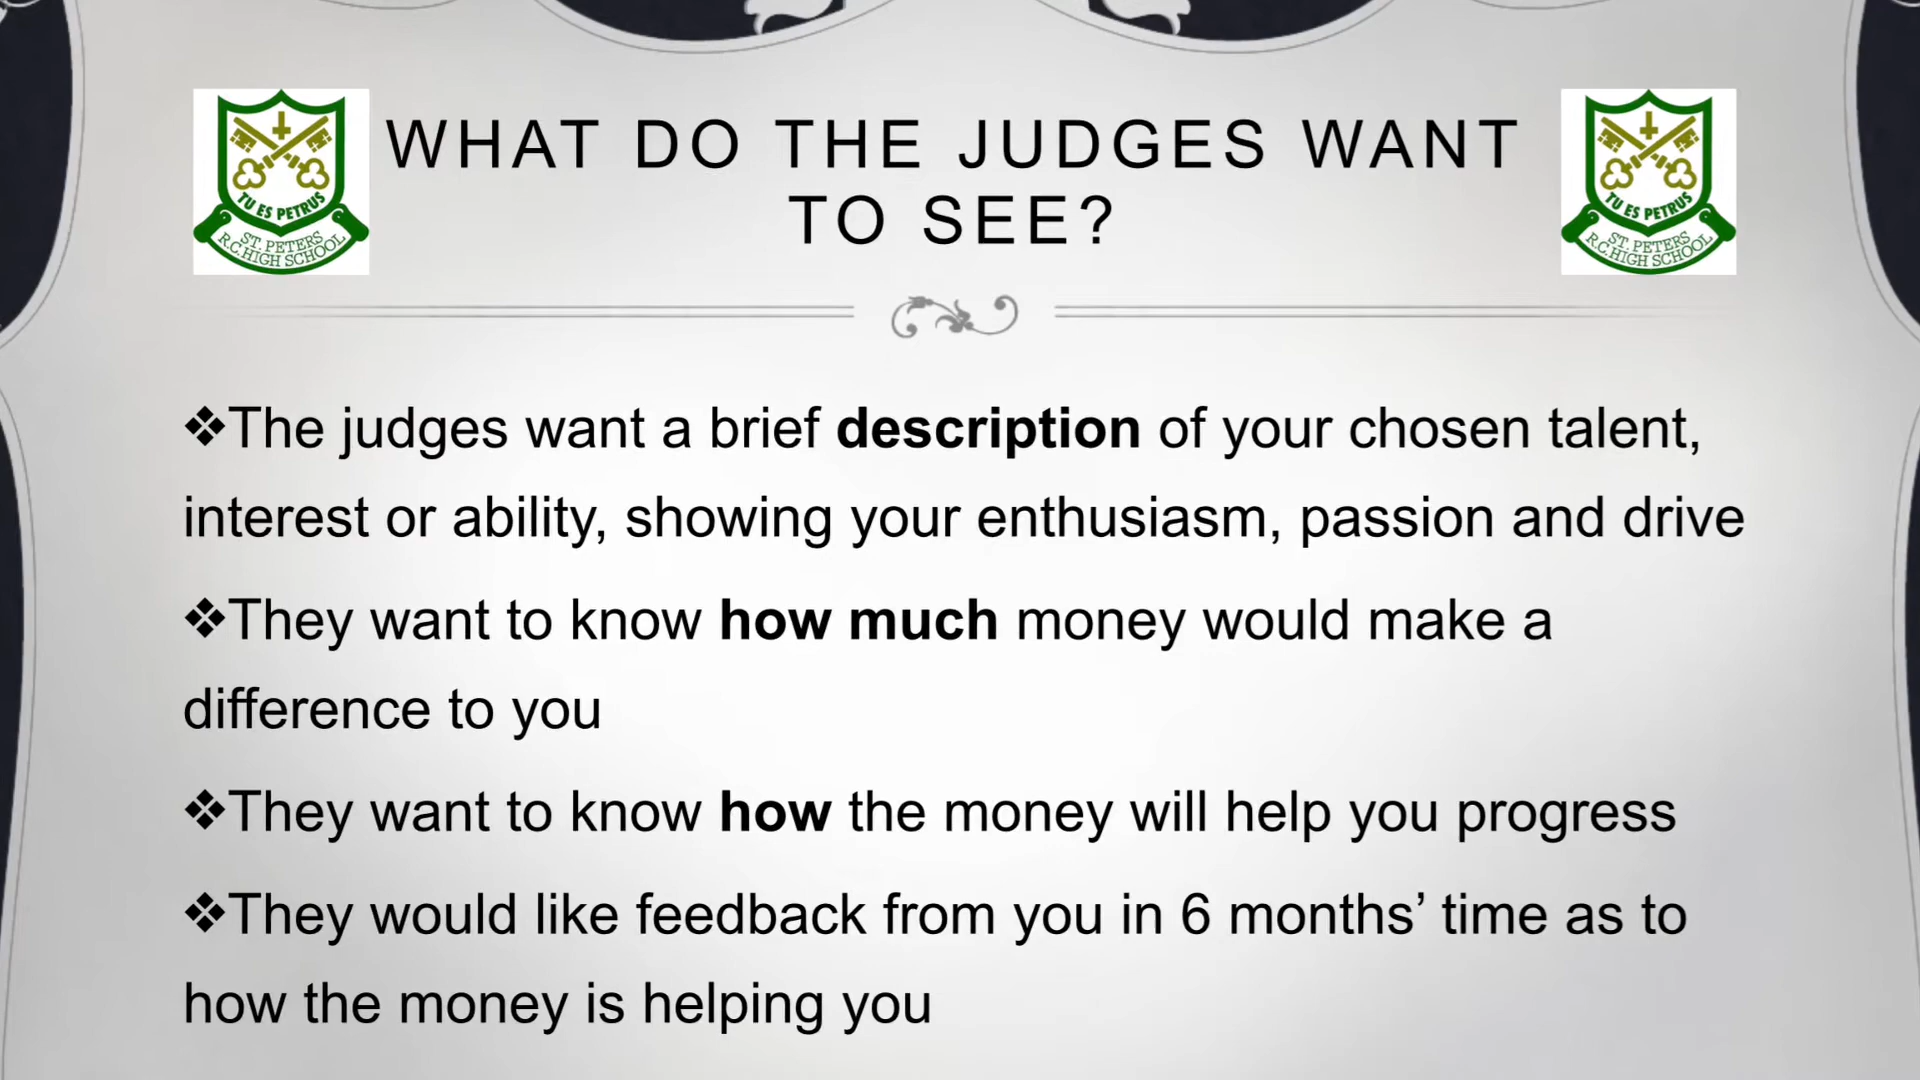 WHAT DO THE JUDGES WANT
TO SEE?
TU ES PETRUS
ST. PETERS
R.C.HIGH SCHOOL
TU ES PETRUS
ST. PETERS
R.C.HIGH SCHOOL
❖The judges want a brief description of your chosen talent,
interest or ability, showing your enthusiasm, passion and drive
❖They want to know how much money would make a
difference to you
❖They want to know how the money will help you progress
❖They would like feedback from you in 6 months’ time as to
how the money is helping you